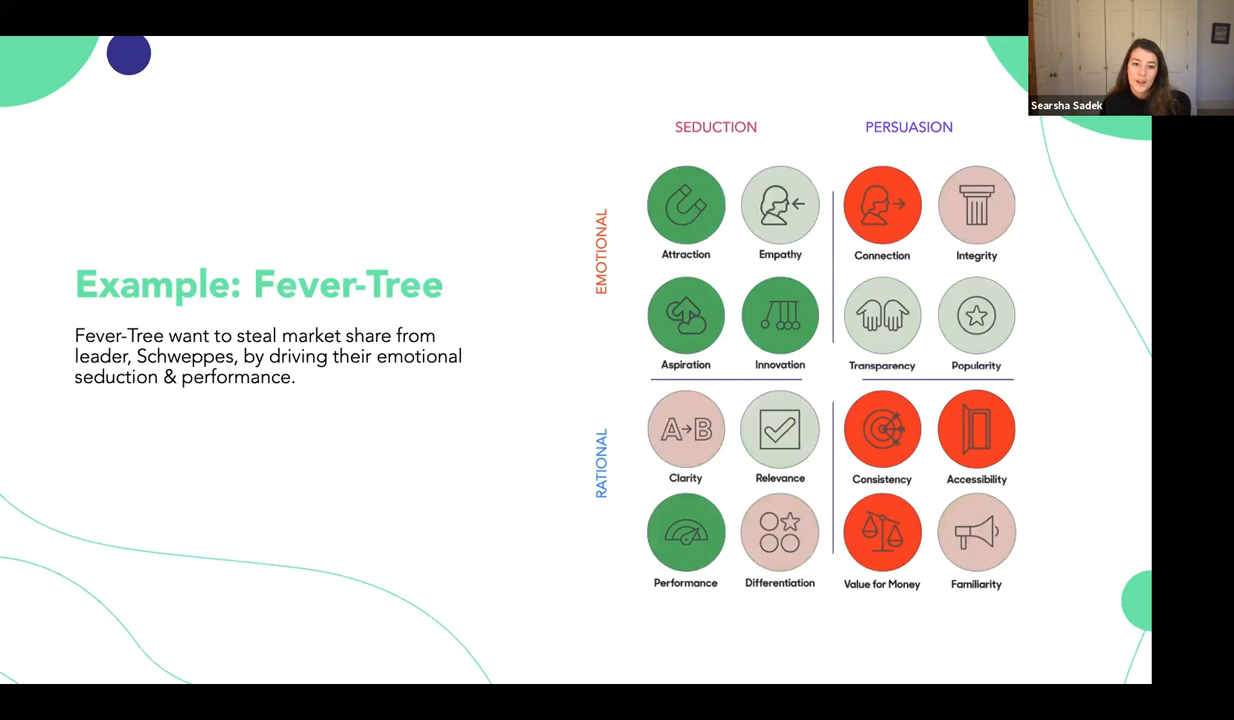 Searsha Sadek
SEDUCTION
PERSUASION
EMOTIONAL
RATIONAL
Example: Fever-Tree
Fever-Tree want to steal market share from
leader, Schweppes, by driving their emotional
seduction & performance.
Attraction
Empathy
Connection
Integrity
Aspiration
Innovation
Transparency
Popularity
A B
Clarity
Relevance
Consistency
Accessibility
Performance
Differentiation
Value for Money
Familiarity